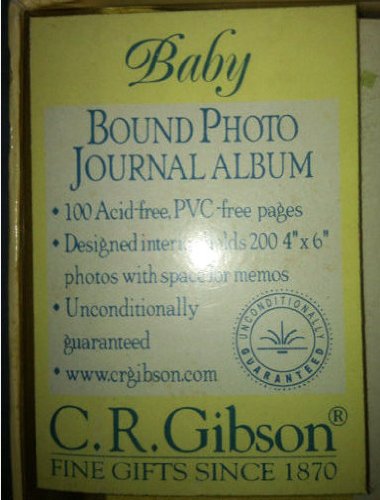 Baby
BOUND PHOTO
JOURNAL ALBUM
• 100 Acid-free, PVC-free pages
• Designed holds 200 4" x 6"
photos with space for memos
• Unconditionally
guaranteed
• www.crgibson.com
UNCONDITIONALLY
GUARANTEED
C.R. Gibson®
FINE GIFTS SINCE 1870